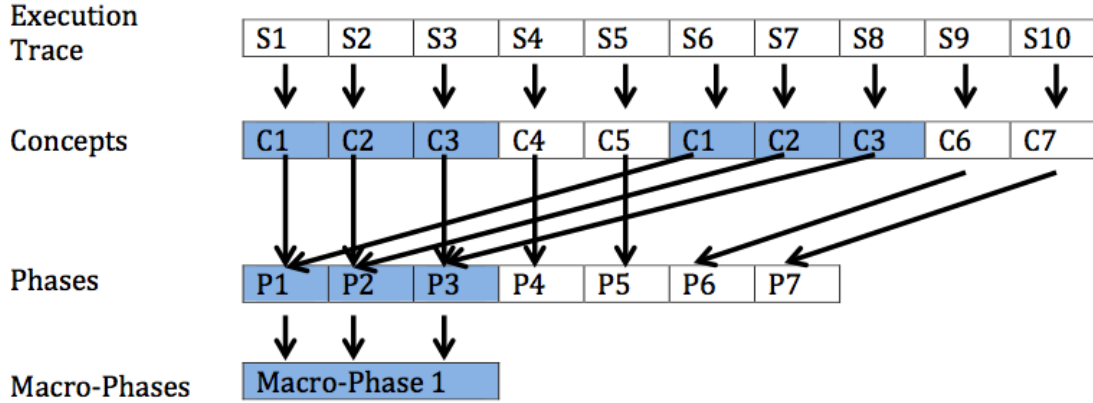 Execution
Trace
S1 S2 S3 S4 S5 S6 S7 S8 S9 S10
Concepts
C1 C2 C3 C4 C5 C1 C2 C3 C6 C7
Phases
P1 P2 P3 P4 P5 P6 P7
Macro-Phases
Macro-Phase 1